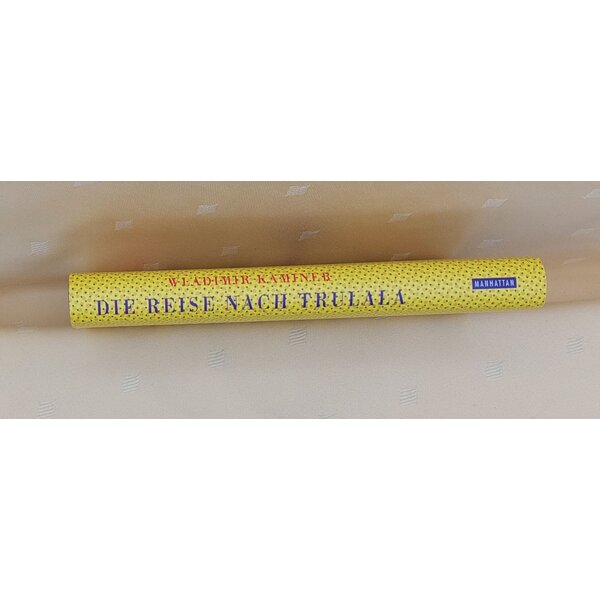 WLADIMIR KAMINER
DIE REISE NACH TRULALA
MANHATTAN